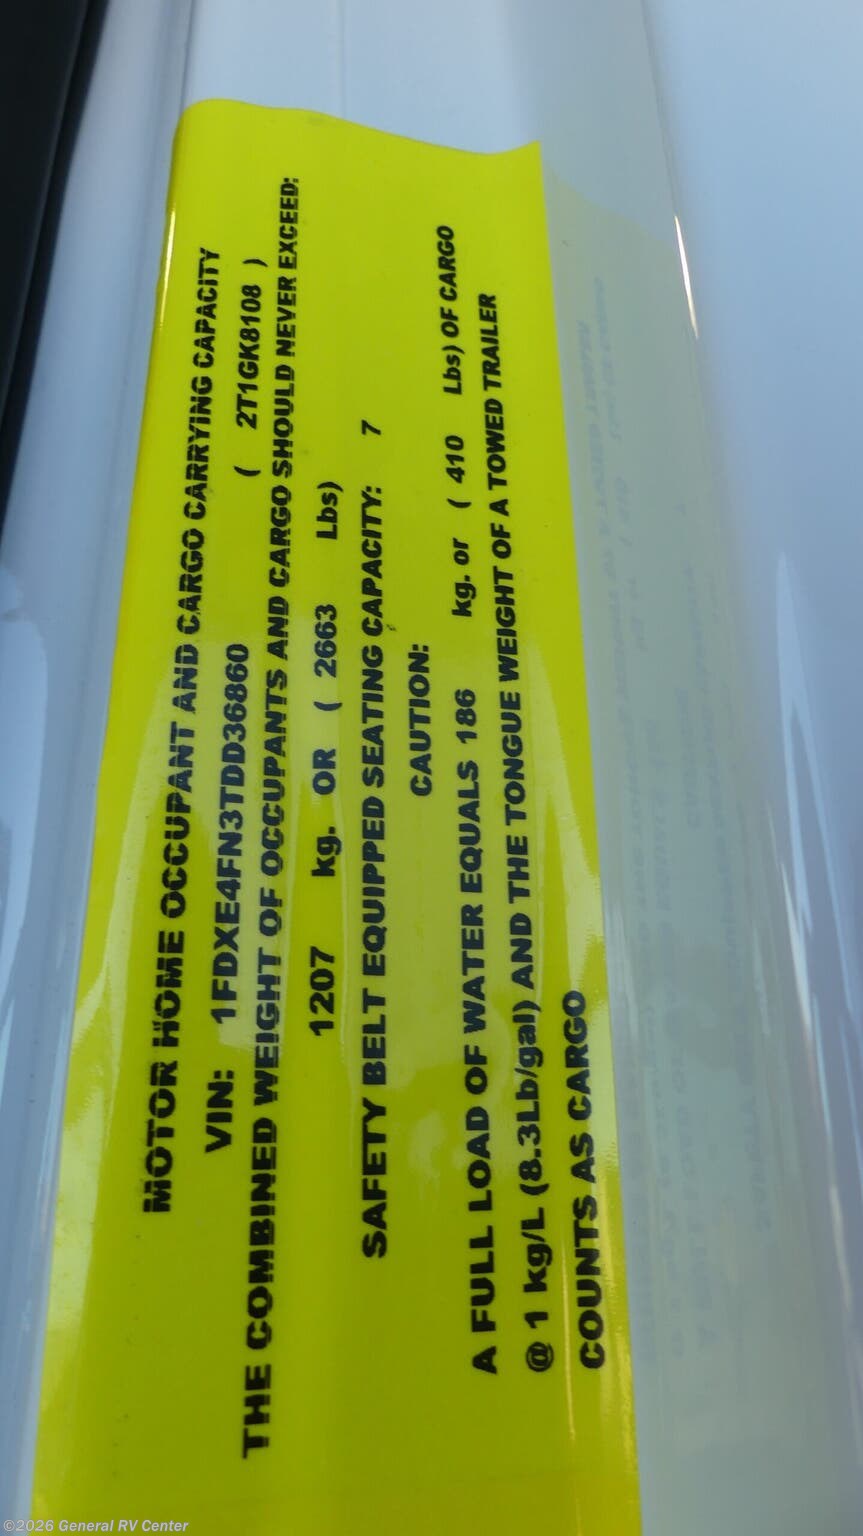 MOTOR HOME OCCUPANT AND CARGO CARRYING CAPACITY
VIN: 1FDXE4FN3TDD36860 ( 2T1GK8108 )
THE COMBINED WEIGHT OF OCCUPANTS AND CARGO SHOULD NEVER EXCEED:
1207 kg. OR ( 2663 Lbs)
SAFETY BELT EQUIPPED SEATING CAPACITY: 7
CAUTION:
A FULL LOAD OF WATER EQUALS 186 kg. or ( 410 Lbs) OF CARGO
@ 1 kg/L (8.3Lb/gal) AND THE TONGUE WEIGHT OF A TOWED TRAILER
COUNTS AS CARGO
©2026 General RV Center